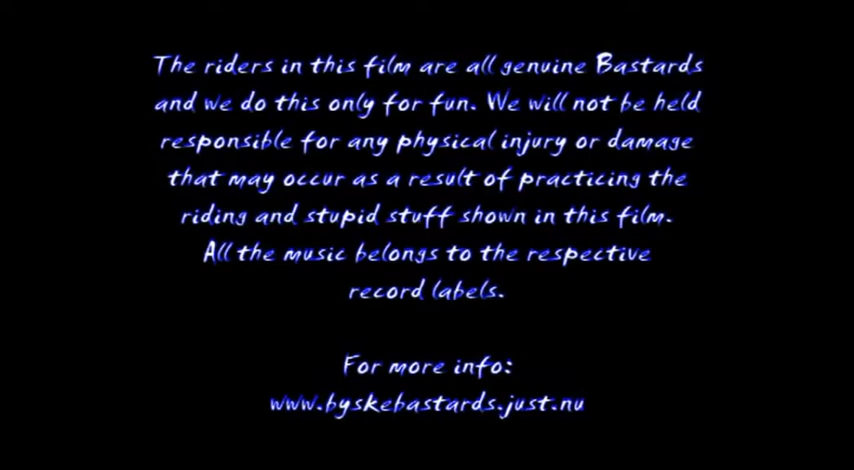 The riders in this film are all genuine Bastards
and we do this only for fun. We will not be held
responsible for any physical injury or damage
that may occur as a result of practicing the
riding and stupid stuff shown in this film.
All the music belongs to the respective
record labels.
For more info:
www.byskebastards.just.nu